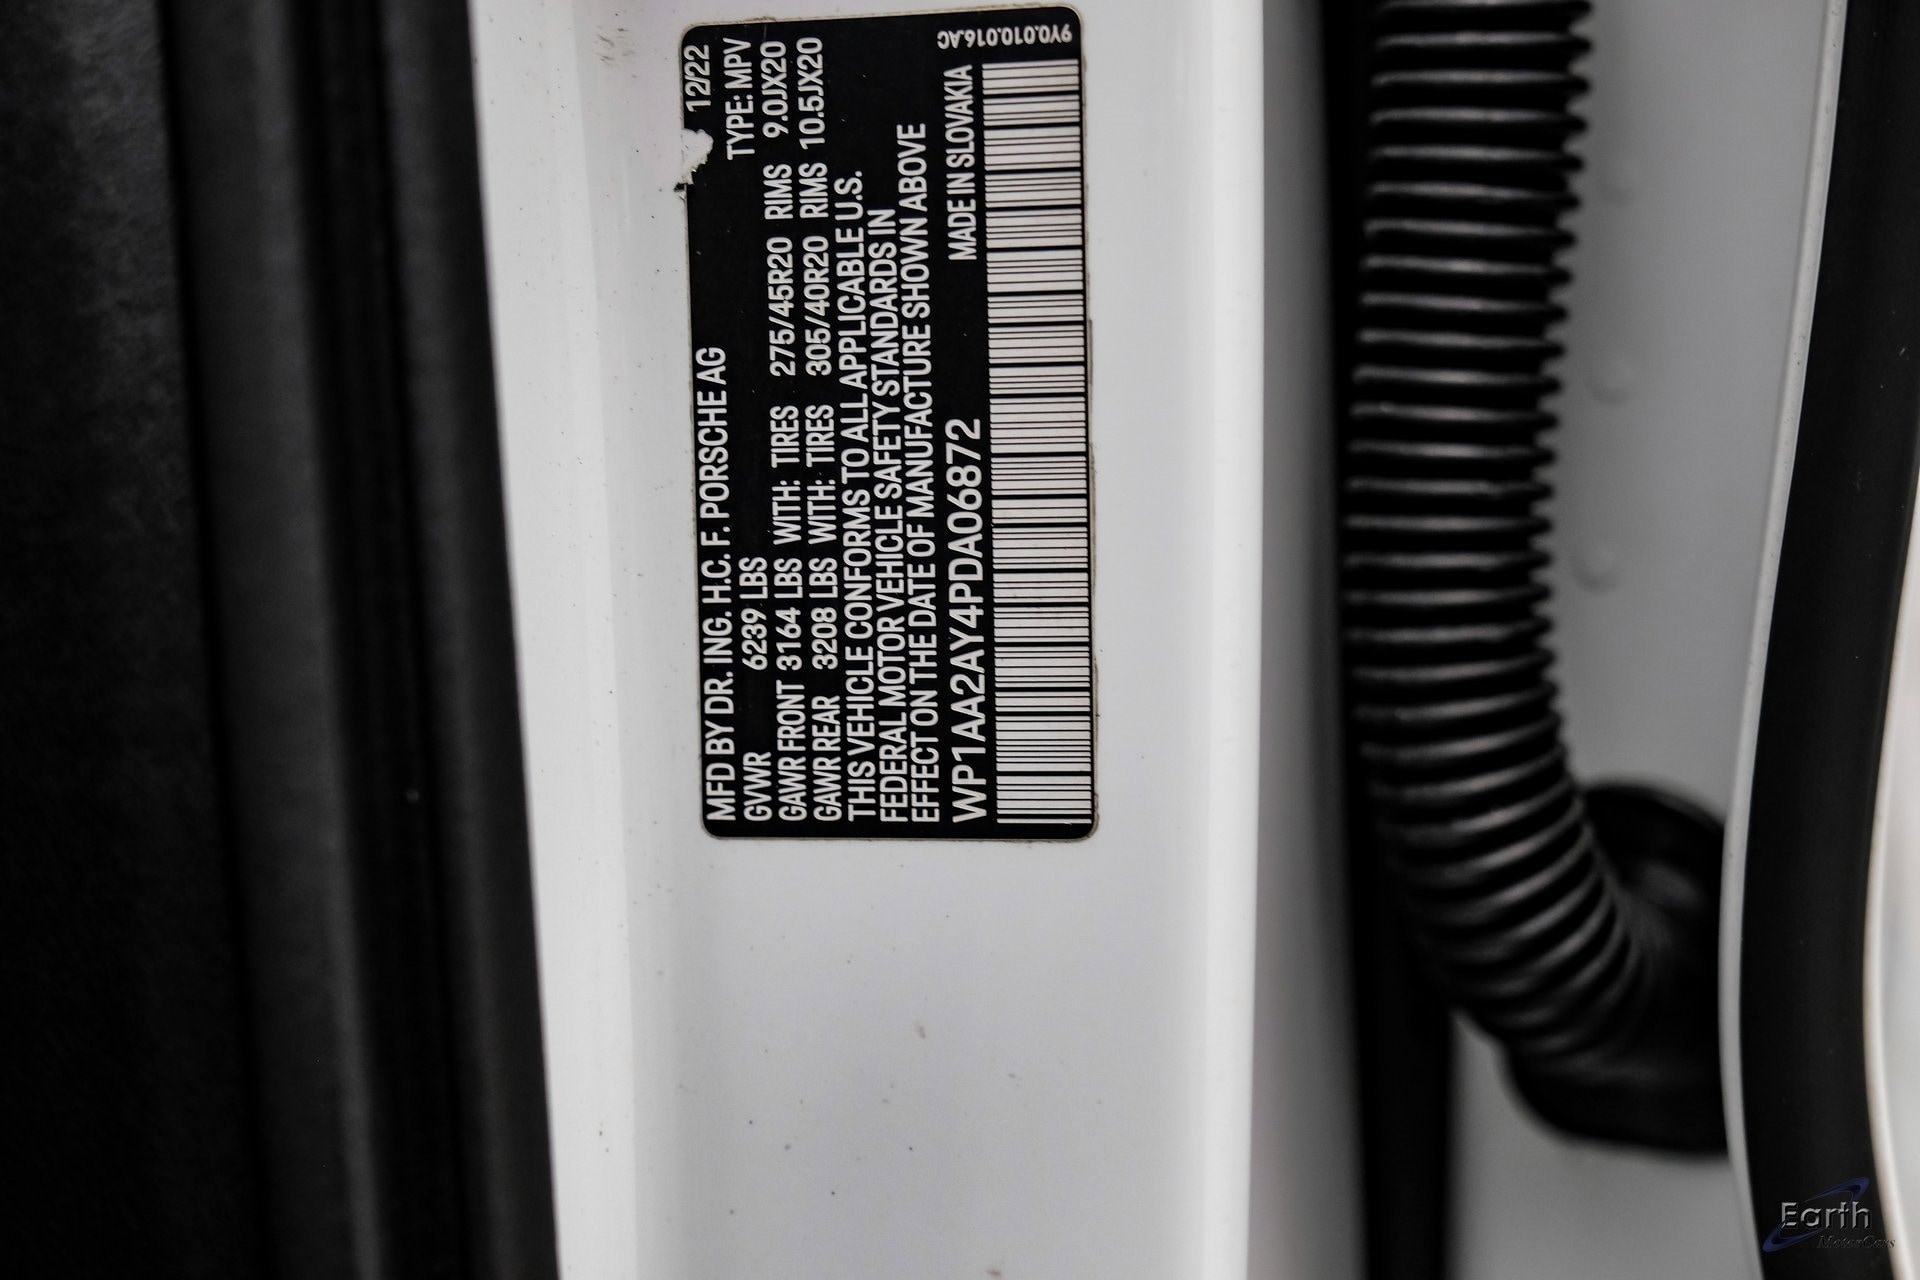 MFD BY DR. ING. H.C. F. PORSCHE AG 12/22
GVWR 6239 LBS TYPE: MPV
GAWR FRONT 3164 LBS WITH: TIRES 275/45R20 RIMS 9.0JX20
GAWR REAR 3208 LBS WITH: TIRES 305/40R20 RIMS 10.5JX20
THIS VEHICLE CONFORMS TO ALL APPLICABLE U.S.
FEDERAL MOTOR VEHICLE SAFETY STANDARDS IN
EFFECT ON THE DATE OF MANUFACTURE SHOWN ABOVE
WP1AA2AY4PDA06872 MADE IN SLOVAKIA
9Y0.010.016.AC
Earth
MotorCars